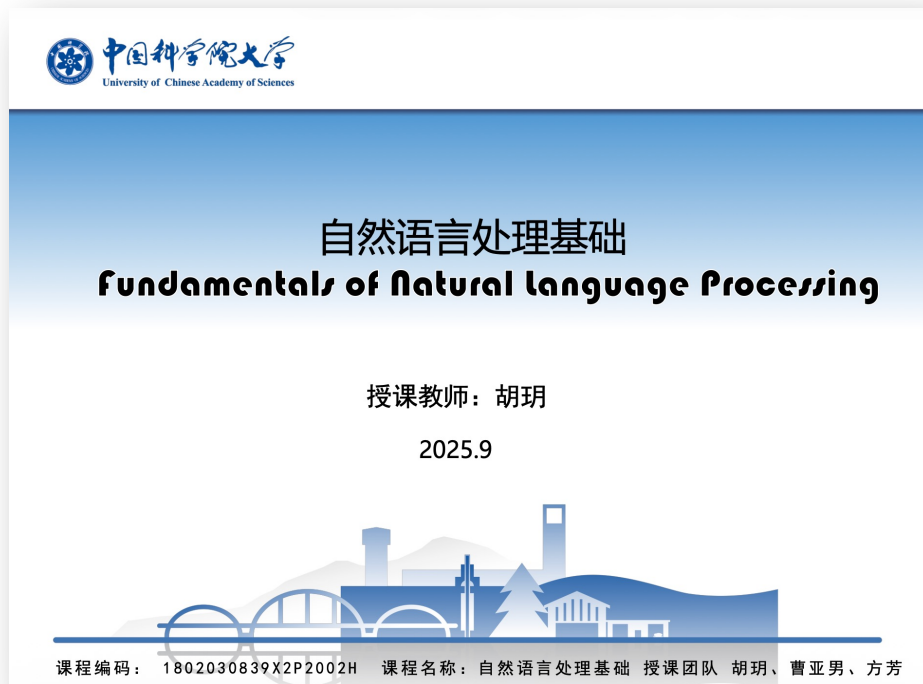 中国科学院大学
University of Chinese Academy of Sciences
自然语言处理基础
Fundamentals of Natural Language Processing
授课教师：胡玥
2025.9
课程编码： 1802030839X2P2002H 课程名称：自然语言处理基础 授课团队 胡玥、曹亚男、方芳